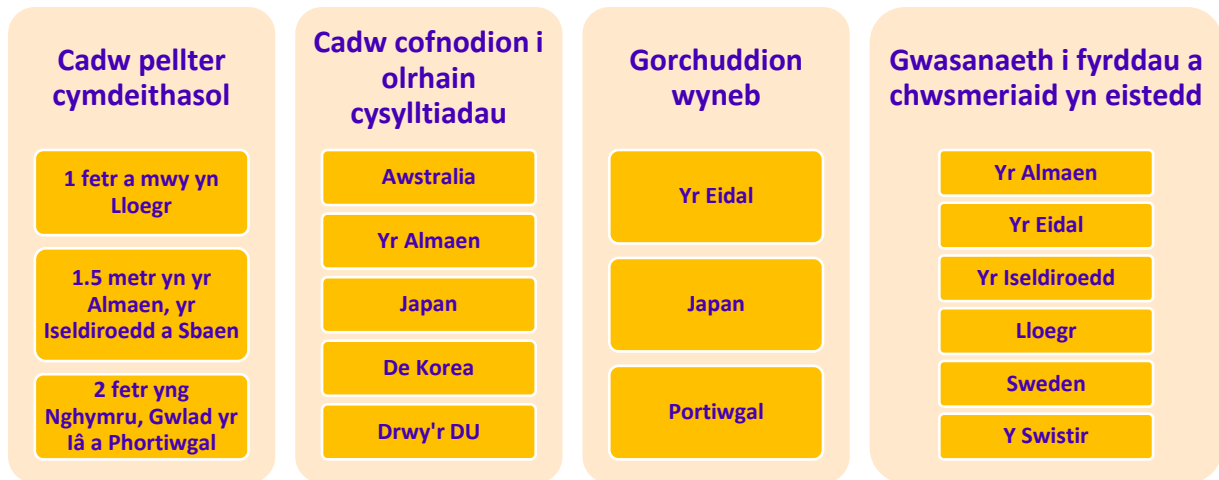 Cadw pellter
cymdeithasol
1 fetr a mwy yn
Lloegr
1.5 metr yn yr
Almaen, yr
Iseldiroedd a Sbaen
2 fetr yng
Nghymru, Gwlad yr
Iâ a Phortiwgal
Cadw cofnodion i
olrhain
cysylltiadau
Awstralia
Yr Almaen
Japan
De Korea
Drwy'r DU
Gorchuddion
wyneb
Yr Eidal
Japan
Portiwgal
Gwasanaeth i fyrddau a
chwsmeriaid yn eistedd
Yr Almaen
Yr Eidal
Yr Iseldiroedd
Lloegr
Sweden
Y Swistir